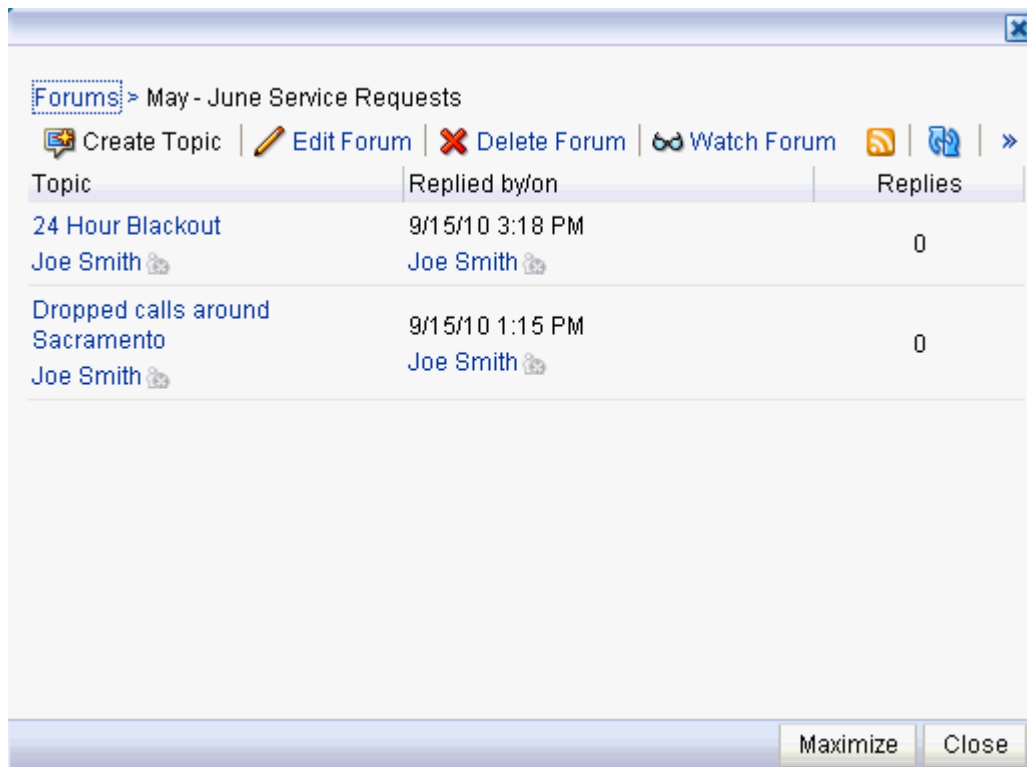 Forums > May - June Service Requests
Create Topic Edit Forum Delete Forum Watch Forum »
Topic Replied by/on Replies
24 Hour Blackout 9/15/10 3:18 PM 0
Joe Smith Joe Smith
Dropped calls around
Sacramento 9/15/10 1:15 PM 0
Joe Smith Joe Smith
Maximize Close